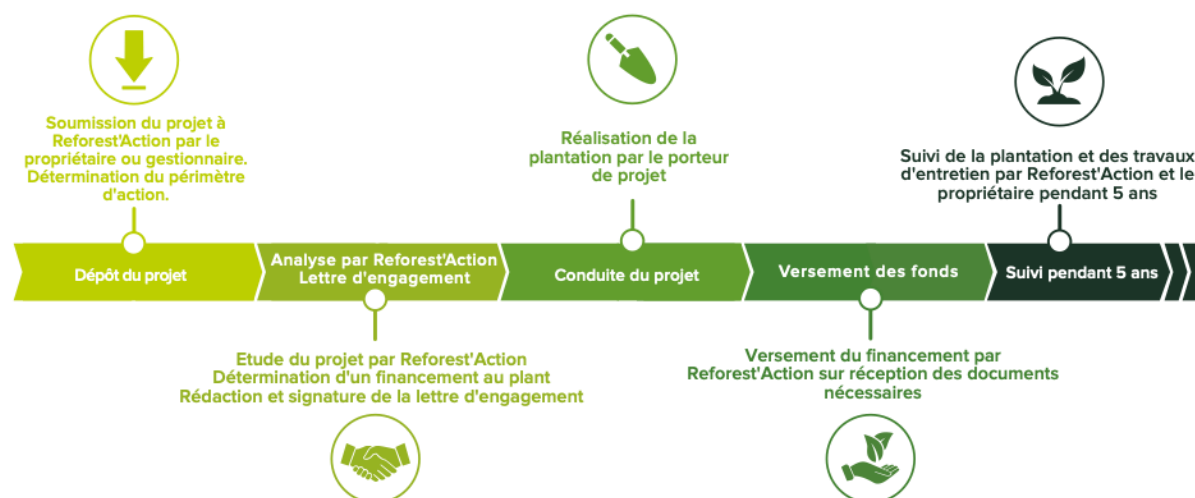 Soumission du projet à
Reforest'Action par le
propriétaire ou gestionnaire.
Détermination du périmètre
d'action.
Réalisation de la
plantation par le porteur
de projet
Suivi de la plantation et des travaux
d'entretien par Reforest'Action et le
propriétaire pendant 5 ans
Dépôt du projet
Analyse par Reforest'Action
Lettre d'engagement
Conduite du projet
Versement des fonds
Suivi pendant 5 ans
Etude du projet par Reforest'Action
Détermination d'un financement au plant
Rédaction et signature de la lettre d'engagement
Versement du financement par
Reforest'Action sur réception des documents
nécessaires